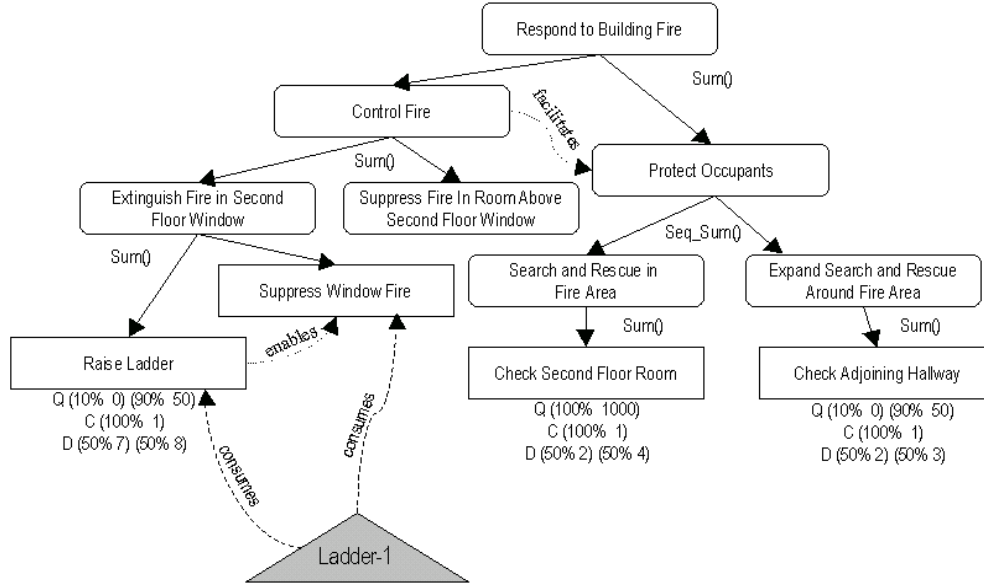 Respond to Building Fire
Sum()
Control Fire
facilitates
Protect Occupants
Sum()
Extinguish Fire in Second
Floor Window
Suppress Fire In Room Above
Second Floor Window
Seq_Sum()
Sum()
Suppress Window Fire
Search and Rescue in
Fire Area
Expand Search and Rescue
Around Fire Area
Sum()
Sum()
enables
Raise Ladder
Check Second Floor Room
Check Adjoining Hallway
Q (10% 0) (90% 50)
C (100% 1)
D (50% 7) (50% 8)
Q (100% 1000)
C (100% 1)
D (50% 2) (50% 4)
Q (10% 0) (90% 50)
C (100% 1)
D (50% 2) (50% 3)
consumes
consumes
Ladder-1